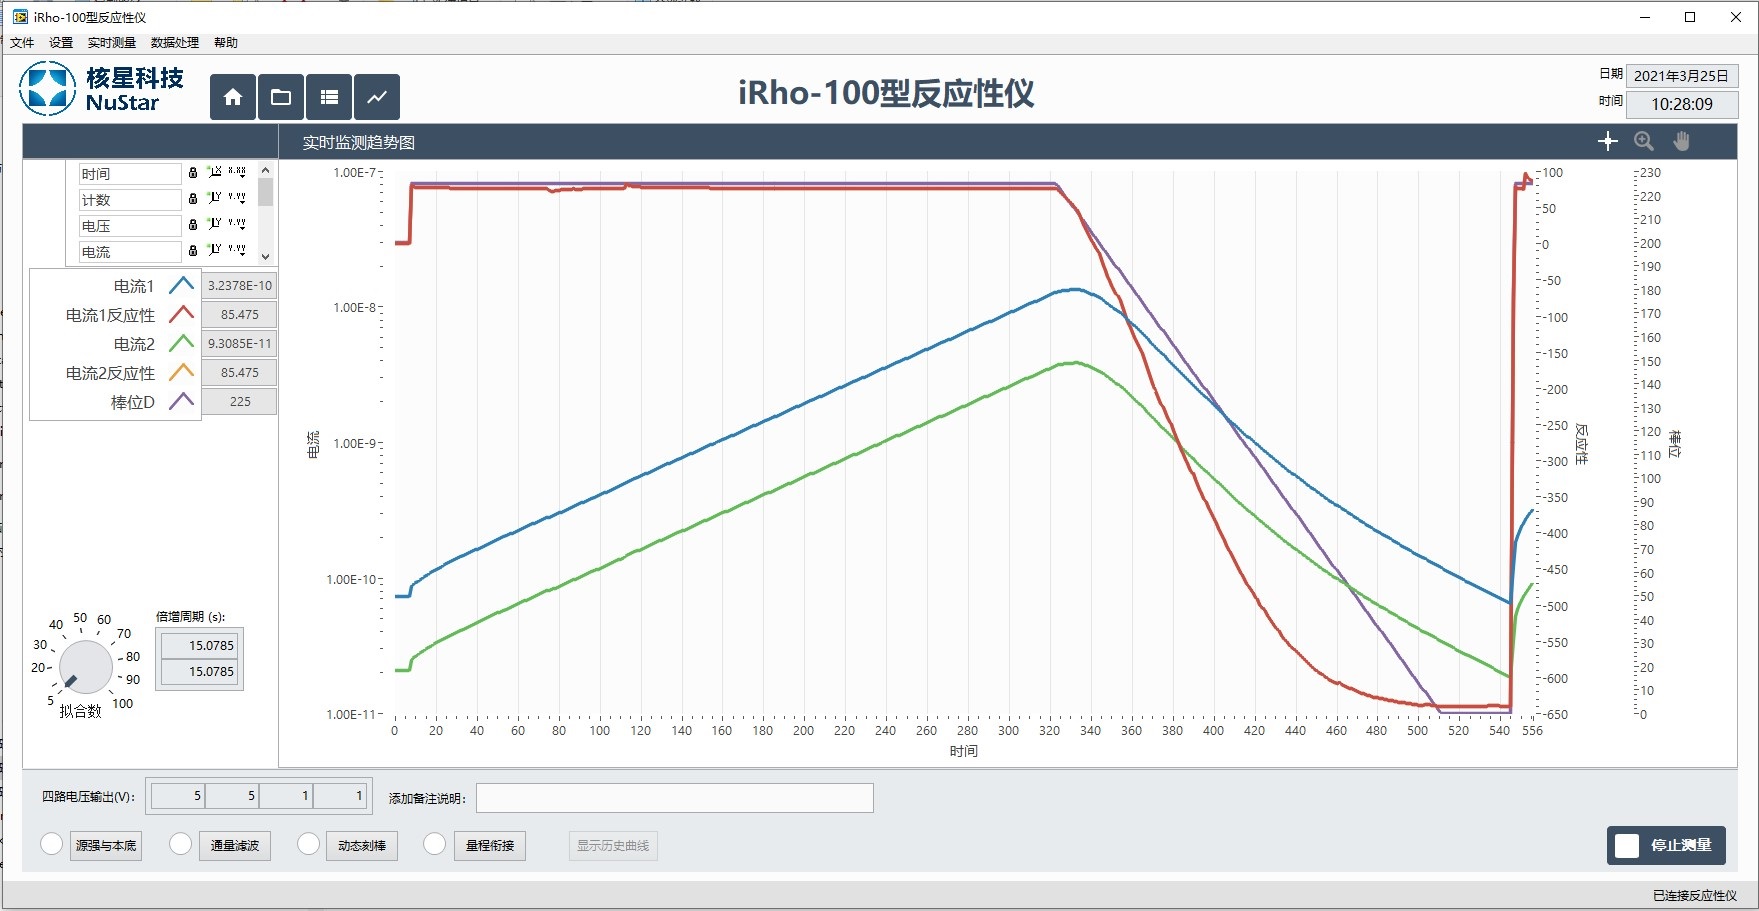 iRho-100型反应性仪
文件 设置 实时测量 数据处理 帮助
核星科技
NuStar
iRho-100型反应性仪
日期 2021年3月25日
时间 10:28:09
实时监测趋势图
时间
计数
电压
电流
电流1 3.2378E-10
电流1反应性 85.475
电流2 9.3085E-11
电流2反应性 85.475
棒位D 225
5 20 30 40 50 60 70 80 90 100
拟合数
倍增周期 (s):
15.0785
15.0785
电流
1.00E-7
1.00E-8
1.00E-9
1.00E-10
1.00E-11
0 20 40 60 80 100 120 140 160 180 200 220 240 260 280 300 320 340 360 380 400 420 440 460 480 500 520 540 556
时间
100
50
0
-50
-100
-150
-200
-250
-300
-350
-400
-450
-500
-550
-600
-650
反应性
230
220
210
200
190
180
170
160
150
140
130
120
110
100
90
80
70
60
50
40
30
20
10
0
棒位
四路电压输出(V): 5 5 1 1 添加备注说明:
源强与本底 通量滤波 动态刻棒 量程衔接 显示历史曲线
停止测量
已连接反应性仪